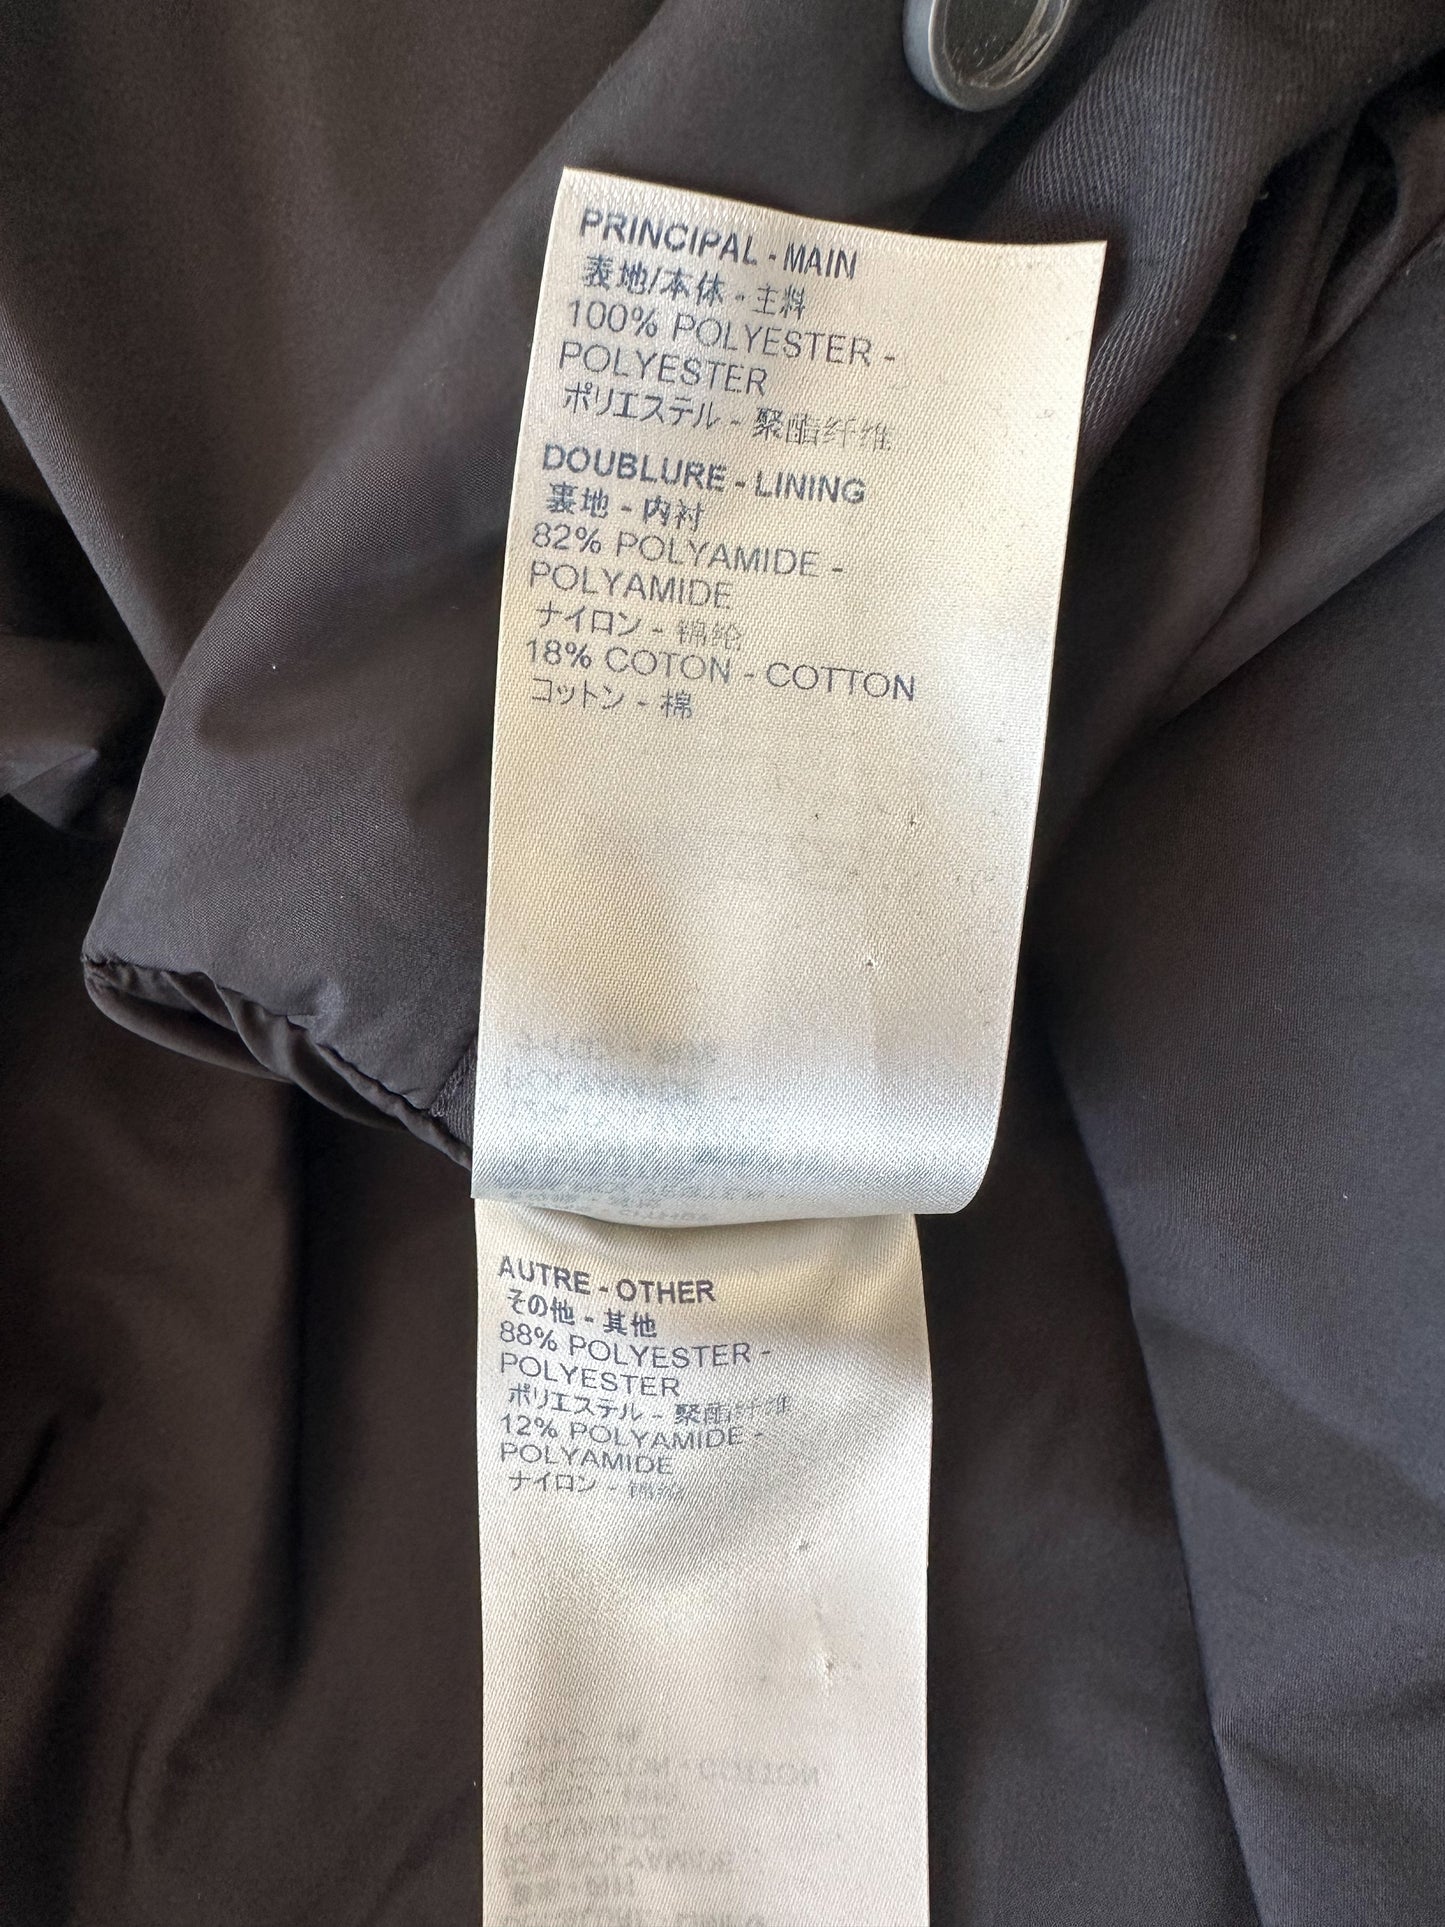 PRINCIPAL - MAIN
表地/本体 - 主料
100% POLYESTER -
POLYESTER
ポリエステル - 聚酯纤维
DOUBLURE - LINING
裏地 - 内衬
82% POLYAMIDE -
POLYAMIDE
ナイロン - 锦纶
18% COTON - COTTON
コットン - 棉
AUTRE - OTHER
その他 - 其他
88% POLYESTER -
POLYESTER
ポリエステル - 聚酯纤维
12% POLYAMIDE -
POLYAMIDE
ナイロン - 锦纶